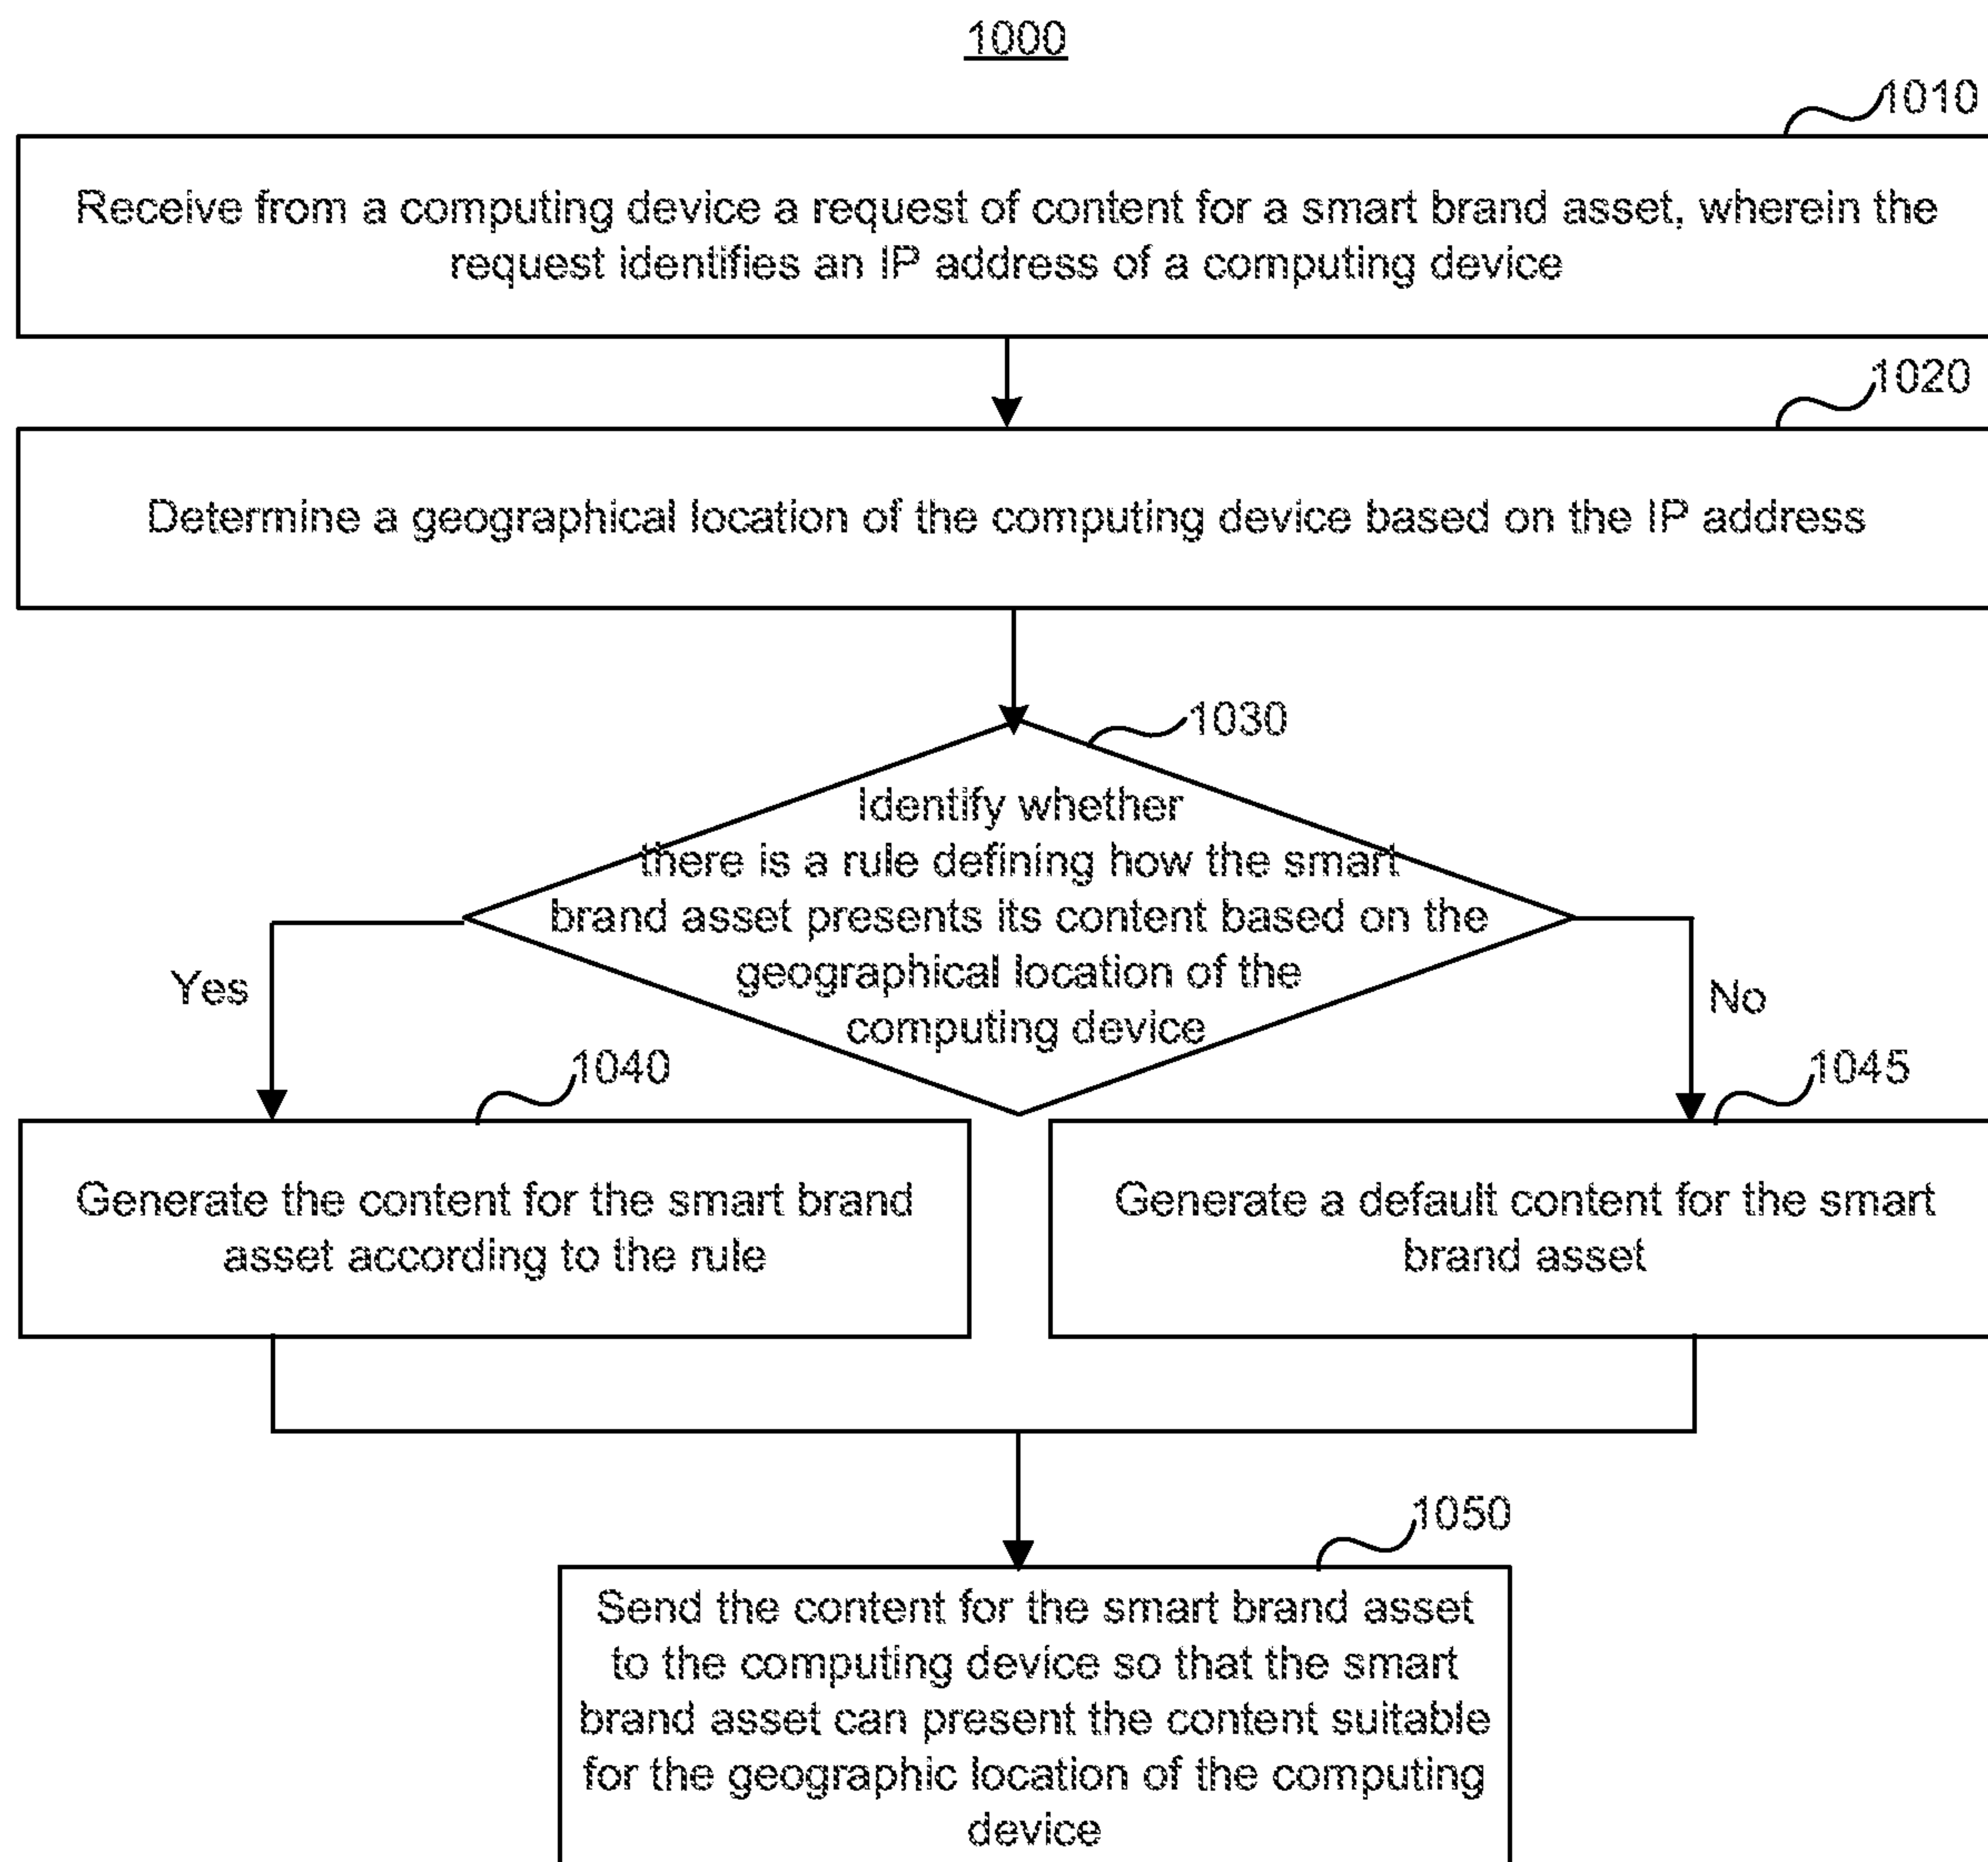 1000
1010
Receive from a computing device a request of content for a smart brand asset, wherein the
request identifies an IP address of a computing device
1020
Determine a geographical location of the computing device based on the IP address
1030
Identify whether
there is a rule defining how the smart
brand asset presents its content based on the
geographical location of the
computing device
Yes
No
1040
1045
Generate the content for the smart brand
asset according to the rule
Generate a default content for the smart
brand asset
1050
Send the content for the smart brand asset
to the computing device so that the smart
brand asset can present the content suitable
for the geographic location of the computing
device